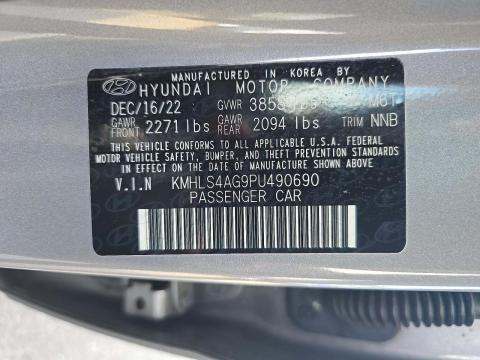 MANUFACTURED IN KOREA BY
HYUNDAI MOTOR COMPANY
DEC/16/22 GVWR
GAWR FRONT 2271 lbs GAWR REAR 2094 lbs TRIM NNB
THIS VEHICLE CONFORMS TO ALL APPLICABLE U.S.A. FEDERAL
MOTOR VEHICLE SAFETY, BUMPER, AND THEFT PREVENTION STANDARDS
IN EFFECT ON THE DATE OF MANUFACTURE SHOWN ABOVE.
V.I.N KMHLS4AG9PU490690
PASSENGER CAR